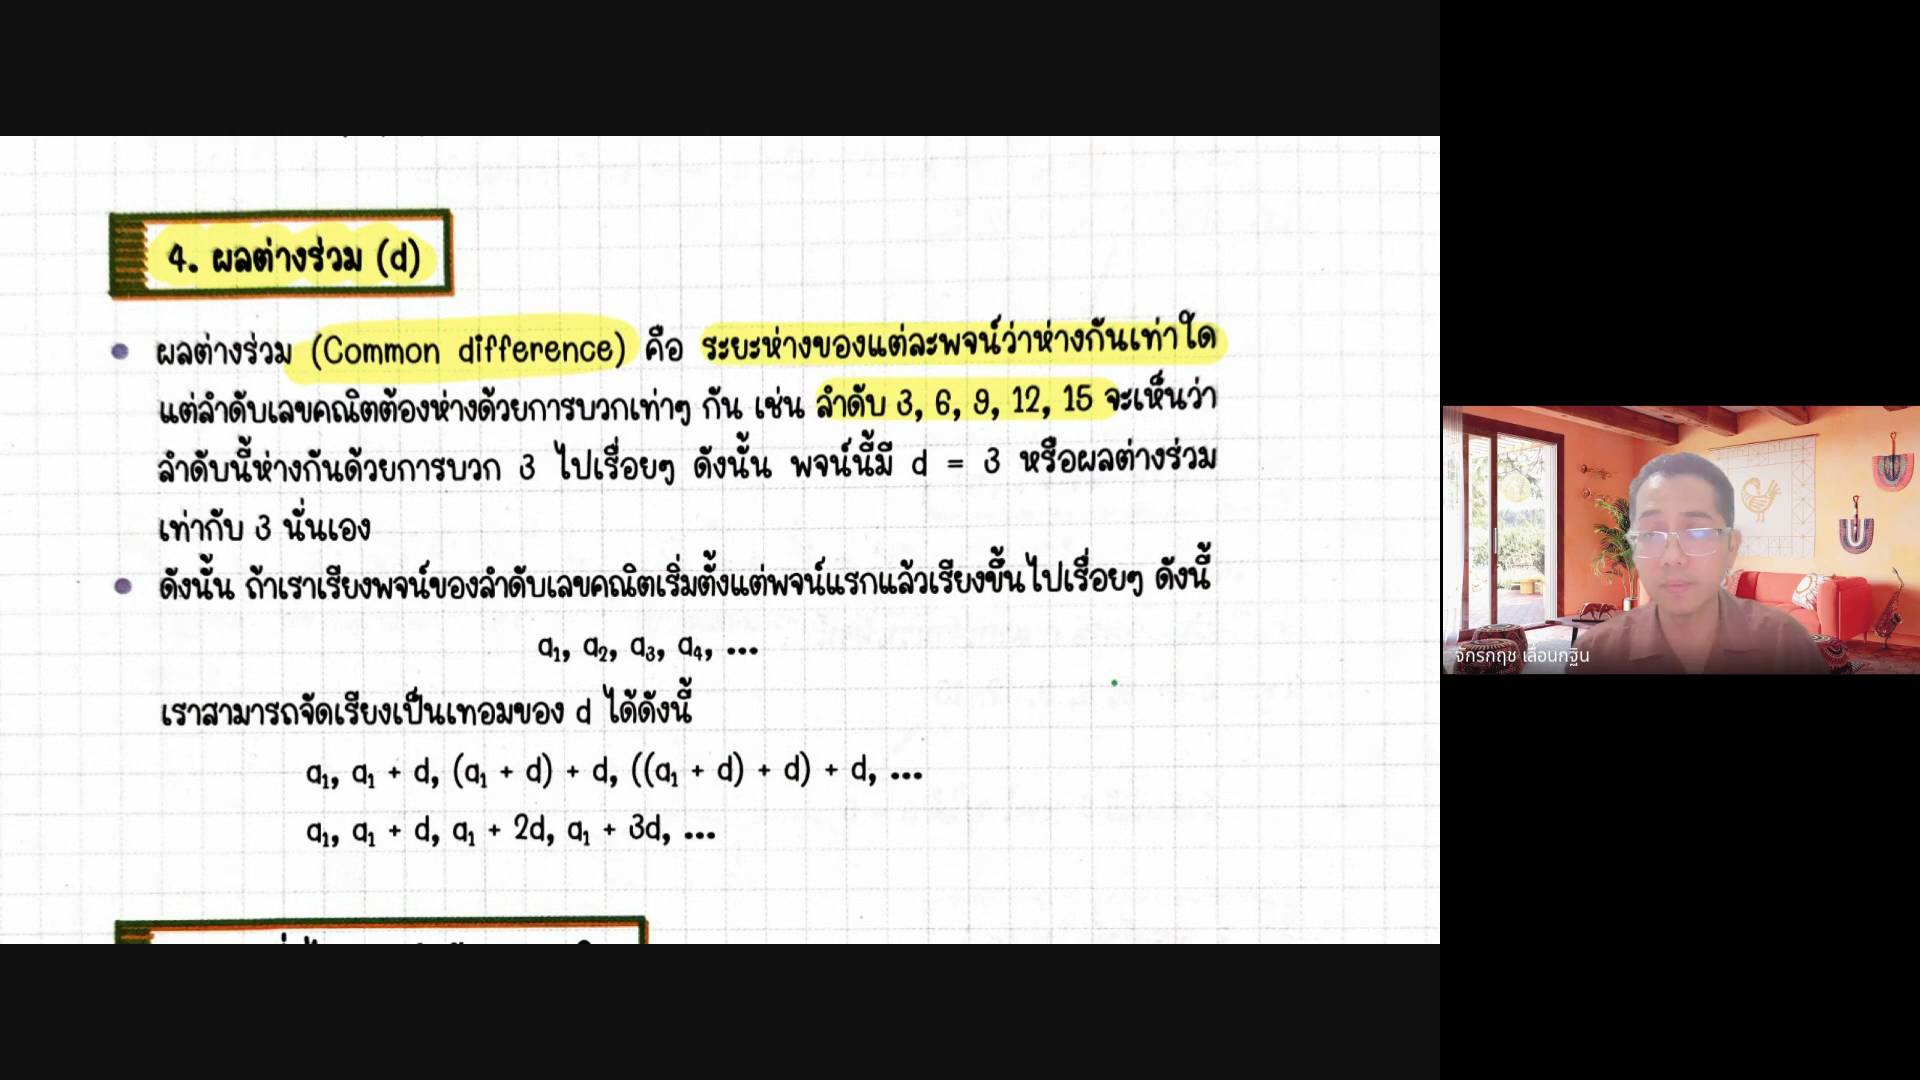 4. ผลต่างร่วม (d)
ผลต่างร่วม (Common difference) คือ ระยะห่างของแต่ละพจน์ว่าห่างกันเท่าใด
แต่ลำดับเลขคณิตต้องห่างด้วยการบวกเท่าๆ กัน เช่น ลำดับ 3, 6, 9, 12, 15 จะเห็นว่า
ลำดับนี้ห่างกันด้วยการบวก 3 ไปเรื่อยๆ ดังนั้น พจน์นี้มี d = 3 หรือผลต่างร่วม
เท่ากับ 3 นั่นเอง
ดังนั้น ถ้าเราเรียงพจน์ของลำดับเลขคณิตเริ่มตั้งแต่พจน์แรกแล้วเรียงขึ้นไปเรื่อยๆ ดังนี้
a₁, a₂, a₃, a₄, ...
เราสามารถจัดเรียงเป็นเทอมของ d ได้ดังนี้
a₁, a₁ + d, (a₁ + d) + d, ((a₁ + d) + d) + d, ...
a₁, a₁ + d, a₁ + 2d, a₁ + 3d, ...
จักรกฤช เลื่อนกฐิน